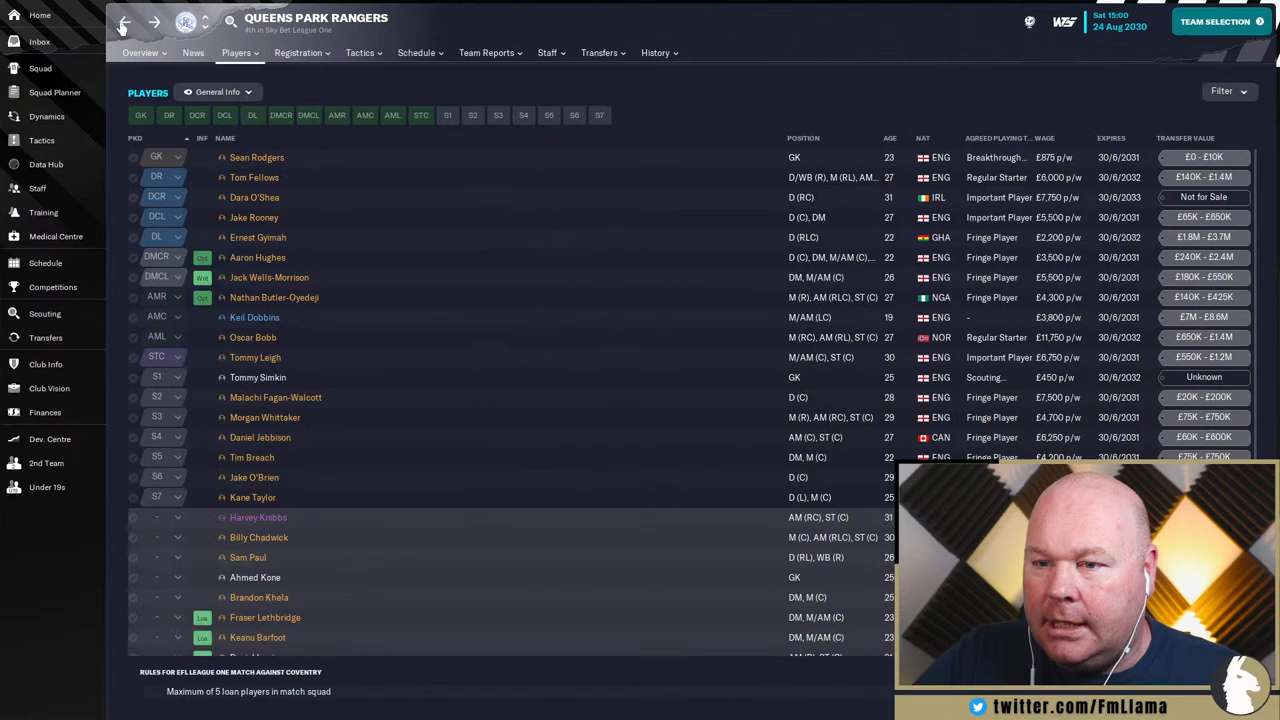 Home
Inbox
Squad
Squad Planner
Dynamics
Tactics
Data Hub
Staff
Training
Medical Centre
Schedule
Competitions
Scouting
Transfers
Club Info
Club Vision
Finances
Dev. Centre
2nd Team
Under 19s
QUEENS PARK RANGERS
4th in Sky Bet League One
Sat 15:00
24 Aug 2030
TEAM SELECTION
Overview News Players Registration Tactics Schedule Team Reports Staff Transfers History
PLAYERS General Info Filter
GK DR DCR DCL DL DMCR DMCL AMR AMC AML STC S1 S2 S3 S4 S5 S6 S7
PKD INF NAME POSITION AGE NAT AGREED PLAYING T... WAGE EXPIRES TRANSFER VALUE
GK Sean Rodgers GK 23 ENG Breakthrough... £875 p/w 30/6/2031 £0 - £10K
DR Tom Fellows D/WB (R), M (RL), AM... 27 ENG Regular Starter £6,000 p/w 30/6/2031 £140K - £1.4M
DCR Dara O'Shea D (RC) 31 IRL Important Player £7,750 p/w 30/6/2033 Not for Sale
DCL Jake Rooney D (C), DM 27 ENG Important Player £5,500 p/w 30/6/2031 £65K - £650K
DL Ernest Gyimah D (RLC) 22 GHA Fringe Player £2,200 p/w 30/6/2032 £1.8M - £3.7M
DMCR Opt Aaron Hughes D (C), DM, M/AM (C),... 22 ENG Fringe Player £3,500 p/w 30/6/2031 £240K - £2.4M
DMCL Wnt Jack Wells-Morrison DM, M/AM (C) 26 ENG Fringe Player £5,500 p/w 30/6/2031 £180K - £550K
AMR Opt Nathan Butler-Oyedeji M (R), AM (RLC), ST (C) 27 NGA Fringe Player £4,300 p/w 30/6/2031 £140K - £425K
AMC Keil Dobbins M/AM (LC) 19 ENG - £3,800 p/w 30/6/2031 £7M - £8.6M
AML Oscar Bobb M (RC), AM (RL), ST (C) 27 NOR Regular Starter £11,750 p/w 30/6/2032 £650K - £1.4M
STC Tommy Leigh M/AM (C), ST (C) 30 ENG Important Player £6,750 p/w 30/6/2031 £550K - £1.2M
S1 Tommy Simkin GK 25 ENG Scouting... £450 p/w 30/6/2032 Unknown
S2 Malachi Fagan-Walcott D (C) 28 ENG Fringe Player £7,500 p/w 30/6/2031 £20K - £200K
S3 Morgan Whittaker M (R), AM (RC), ST (C) 29 ENG Fringe Player £4,700 p/w 30/6/2031 £75K - £750K
S4 Daniel Jebbison AM (C), ST (C) 27 CAN Fringe Player £6,250 p/w 30/6/2031 £60K - £600K
S5 Tim Breach DM, M (C) 22 ENG Fringe Player £4,200 p/w 30/6/2031 £75K - £750K
S6 Jake O'Brien D (C) 29
S7 Kane Taylor D (L), M (C) 25
- Harvey Knibbs AM (RC), ST (C) 31
- Billy Chadwick M (C), AM (RLC), ST (C) 30
- Sam Paul D (RL), WB (R) 26
- Ahmed Kone GK 25
- Brandon Khela DM, M (C) 25
- Loa Fraser Lethbridge DM, M/AM (C) 23
- Loa Keanu Barfoot DM, M/AM (C) 23
RULES FOR EFL LEAGUE ONE MATCH AGAINST COVENTRY
Maximum of 5 loan players in match squad
twitter.com/FmLlama